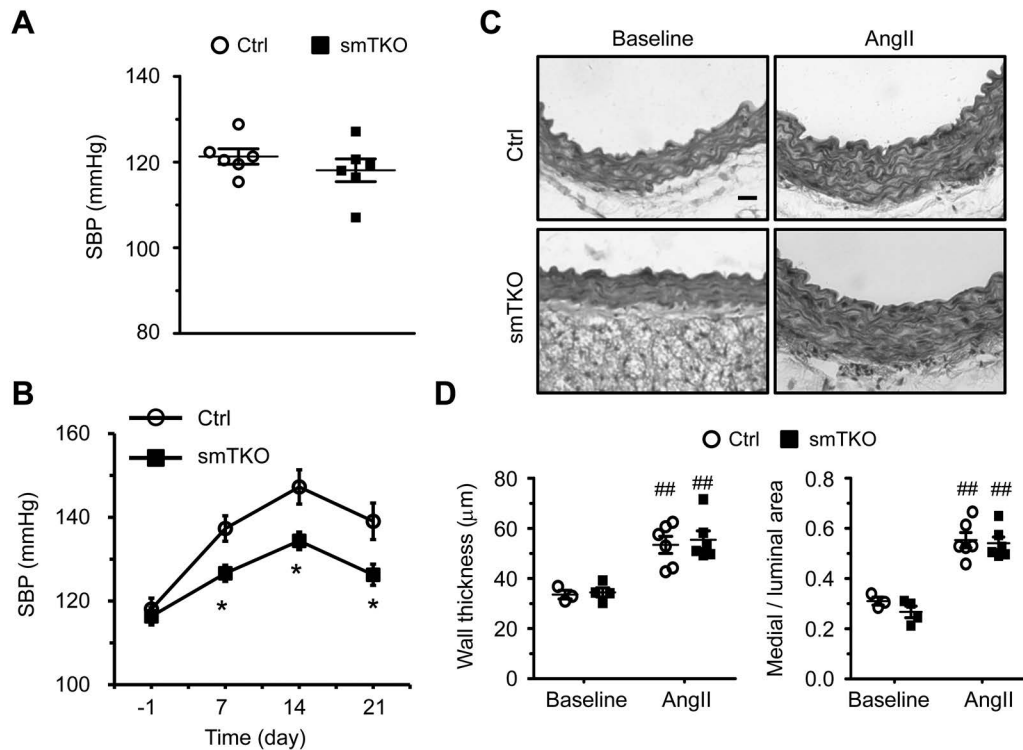 A
Ctrl
smTKO
SBP (mmHg)
140
120
100
80
B
Ctrl
smTKO
SBP (mmHg)
160
140
120
100
*
*
*
-1 7 14 21
Time (day)
C
Baseline AngII
Ctrl
smTKO
D
Ctrl smTKO
Wall thickness (μm)
80
60
40
20
0
## ##
Baseline AngII
Medial / luminal area
0.8
0.6
0.4
0.2
0.0
## ##
Baseline AngII